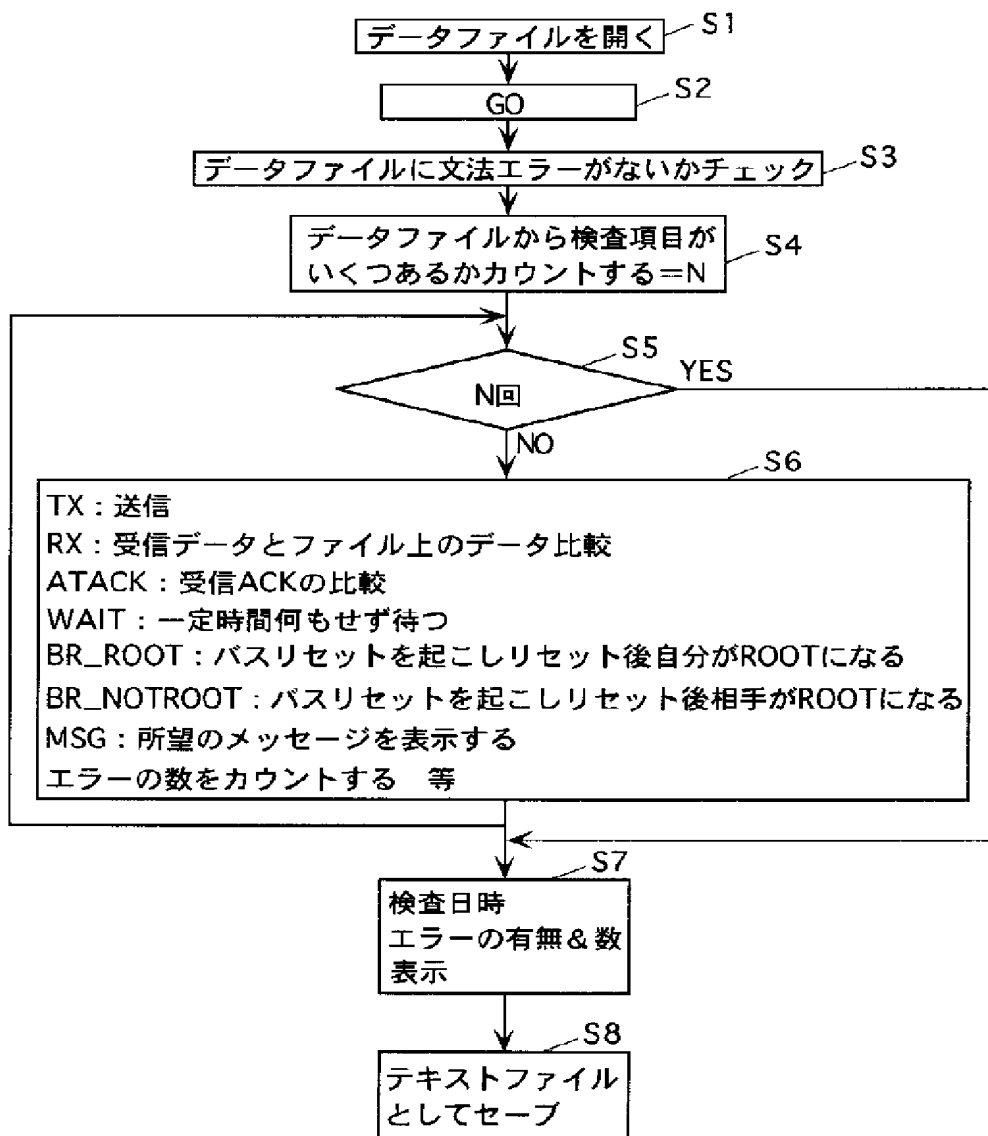 データファイルを開く
S1
GO
S2
データファイルに文法エラーがないかチェック
S3
データファイルから検査項目が
いくつあるかカウントする=N
S4
S5
N回
YES
NO
S6
TX:送信
RX:受信データとファイル上のデータ比較
ATACK:受信ACKの比較
WAIT:一定時間何もせず待つ
BR_ROOT:バスリセットを起こしリセット後自分がROOTになる
BR_NOTROOT:バスリセットを起こしリセット後相手がROOTになる
MSG:所望のメッセージを表示する
エラーの数をカウントする 等
S7
検査日時
エラーの有無&数
表示
S8
テキストファイル
としてセーブ